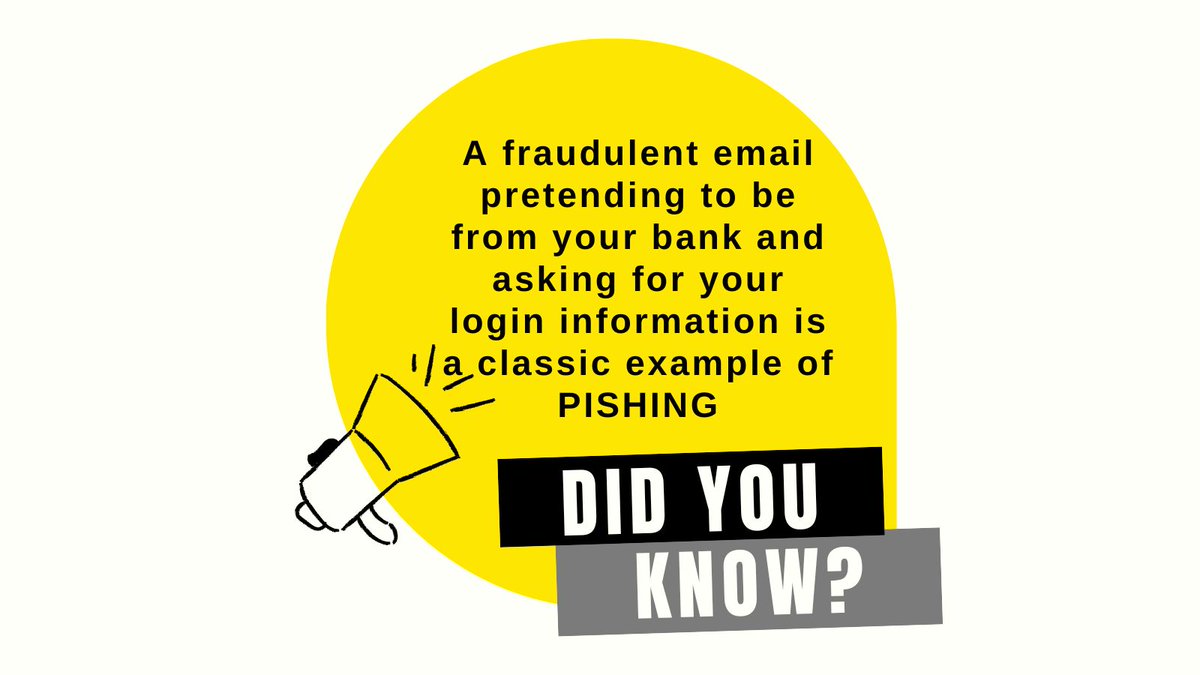 A fraudulent email
pretending to be
from your bank and
asking for your
login information is
a classic example of
PISHING
DID YOU
KNOW?